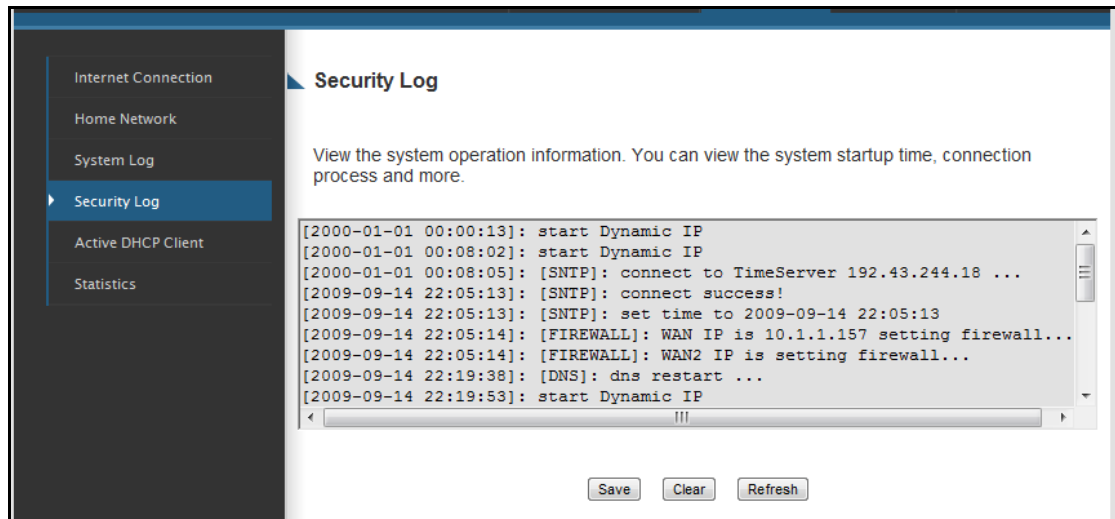 Internet Connection
Home Network
System Log
Security Log
Active DHCP Client
Statistics
Security Log
View the system operation information. You can view the system startup time, connection
process and more.
[2000-01-01 00:00:13]: start Dynamic IP
[2000-01-01 00:08:02]: start Dynamic IP
[2000-01-01 00:08:05]: [SNTP]: connect to TimeServer 192.43.244.18 ...
[2009-09-14 22:05:13]: [SNTP]: connect success!
[2009-09-14 22:05:13]: [SNTP]: set time to 2009-09-14 22:05:13
[2009-09-14 22:05:14]: [FIREWALL]: WAN IP is 10.1.1.157 setting firewall...
[2009-09-14 22:05:14]: [FIREWALL]: WAN2 IP is setting firewall...
[2009-09-14 22:19:38]: [DNS]: dns restart ...
[2009-09-14 22:19:53]: start Dynamic IP
Save Clear Refresh